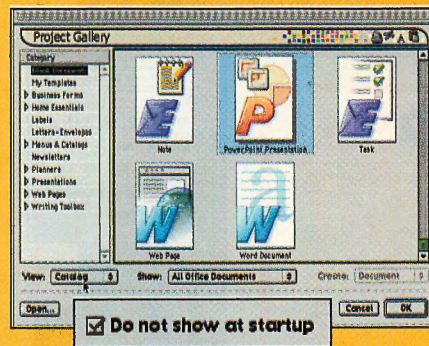 Project Gallery
Category
Blank Documents
My Templates
Business Forms
Home Essentials
Labels
Letters-Envelopes
Menus & Catalogs
Newsletters
Planners
Presentations
Web Pages
Writing Toolbox
Note
PowerPoint Presentation
Task
Web Page
Word Document
View: Catalog
Show: All Office Documents
Create: Document
Open...
Cancel
OK
Do not show at startup